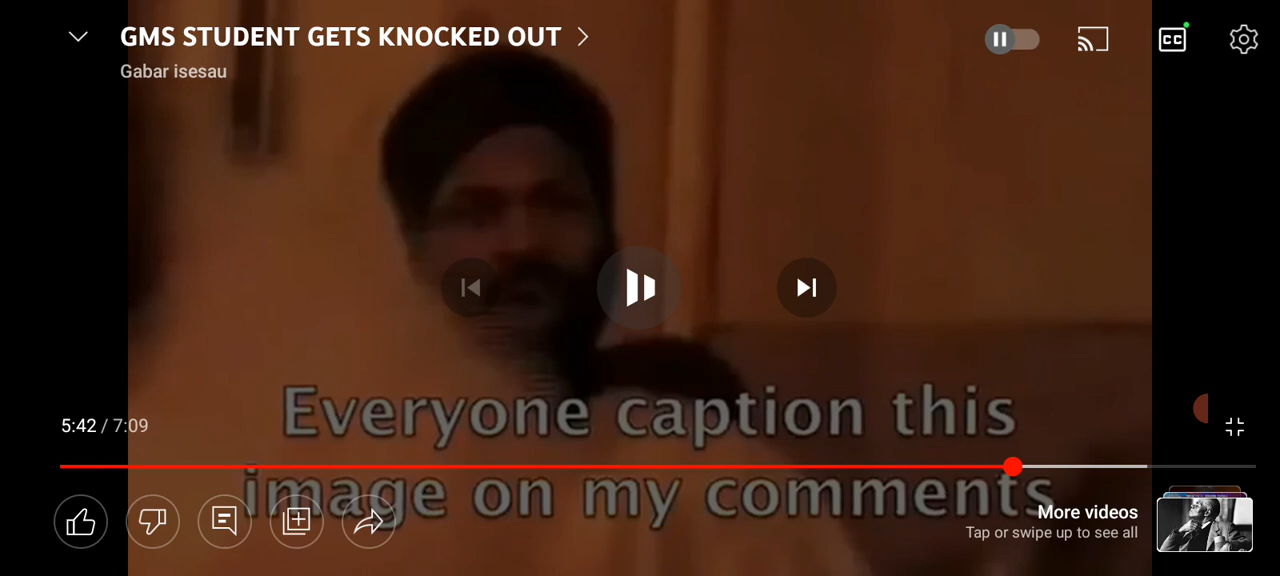 GMS STUDENT GETS KNOCKED OUT
Gabar isesau
CC
Everyone caption this
5:42 / 7:09
image on my comments
More videos
Tap or swipe up to see all